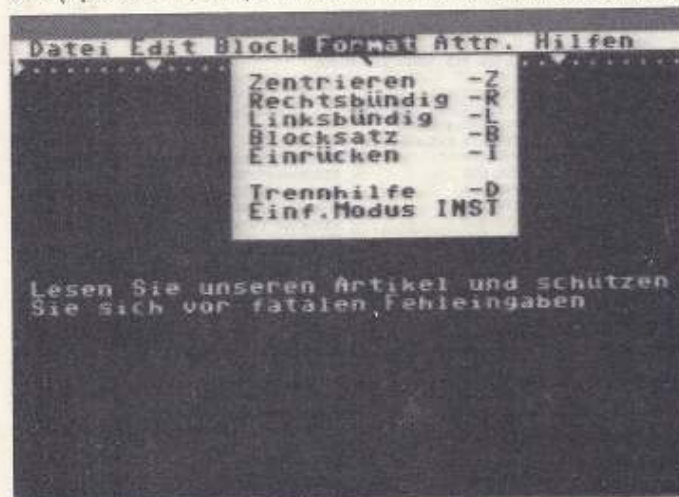 Datei Edit Block Format Attr. Hilfen
Zentrieren -Z
Rechtsbündig -R
Linksbündig -L
Blocksatz -B
Einrücken -I
Trennhilfe -D
Einf.Modus INST
Lesen Sie unseren Artikel und schützen
Sie sich vor fatalen Fehleingaben